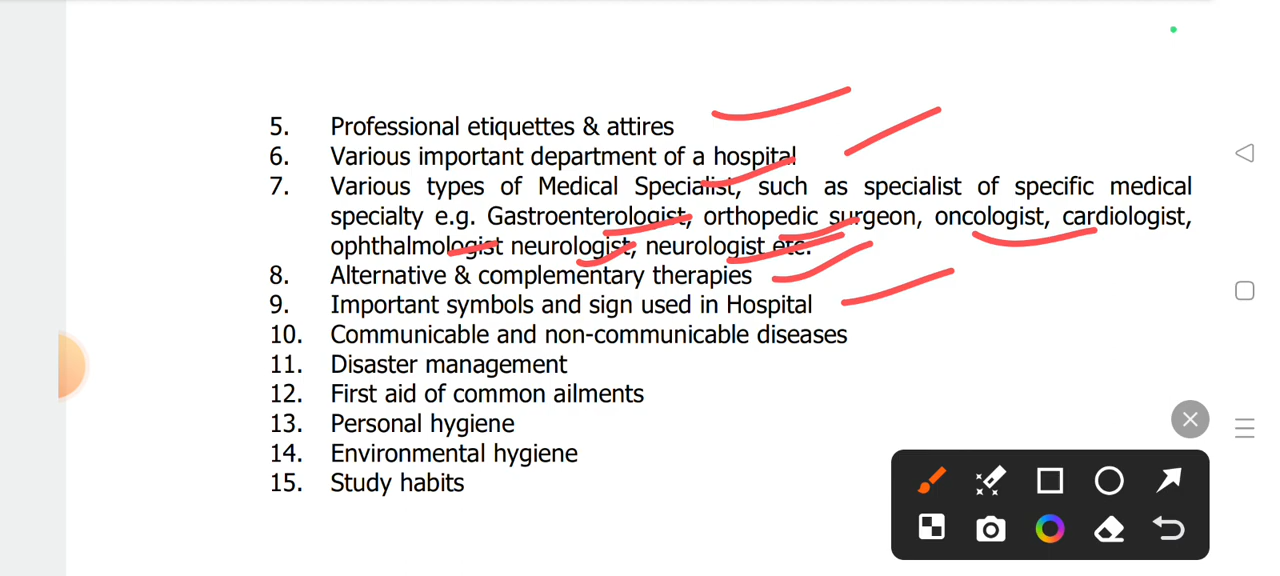 5. Professional etiquettes & attires
6. Various important department of a hospital
7. Various types of Medical Specialist, such as specialist of specific medical
specialty e.g. Gastroenterologist, orthopedic surgeon, oncologist, cardiologist,
ophthalmologist neurologist, neurologist etc.
8. Alternative & complementary therapies
9. Important symbols and sign used in Hospital
10. Communicable and non-communicable diseases
11. Disaster management
12. First aid of common ailments
13. Personal hygiene
14. Environmental hygiene
15. Study habits